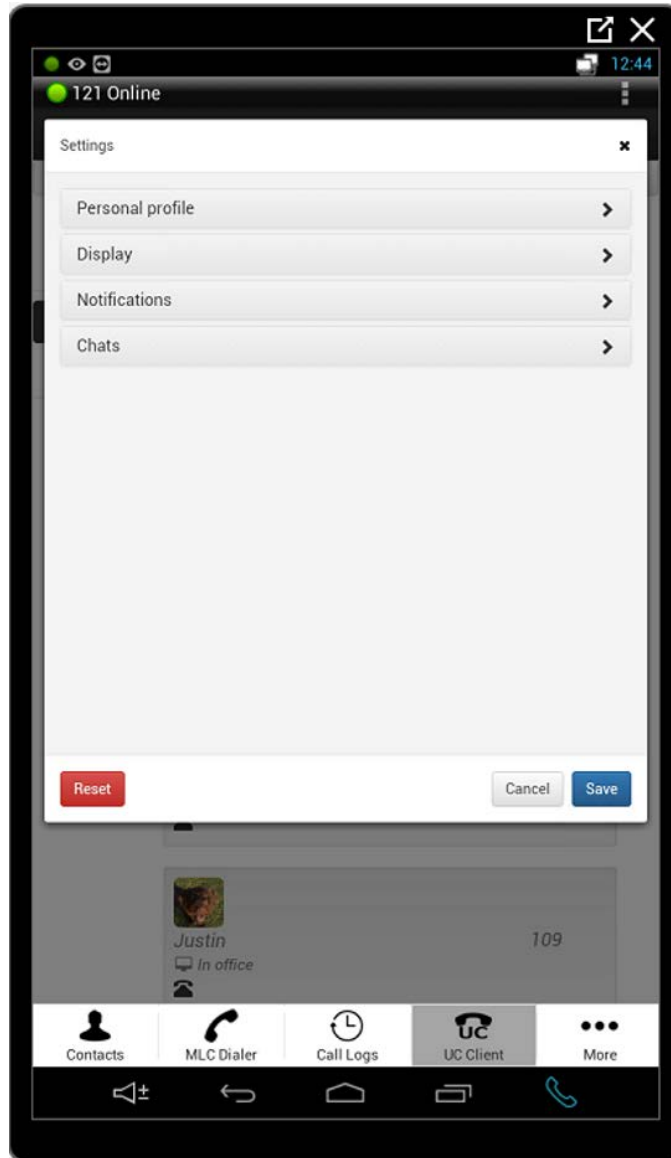 12:44
121 Online
Settings
Personal profile
Display
Notifications
Chats
Reset Cancel Save
Justin 109
In office
UC
Contacts MLC Dialer Call Logs UC Client More